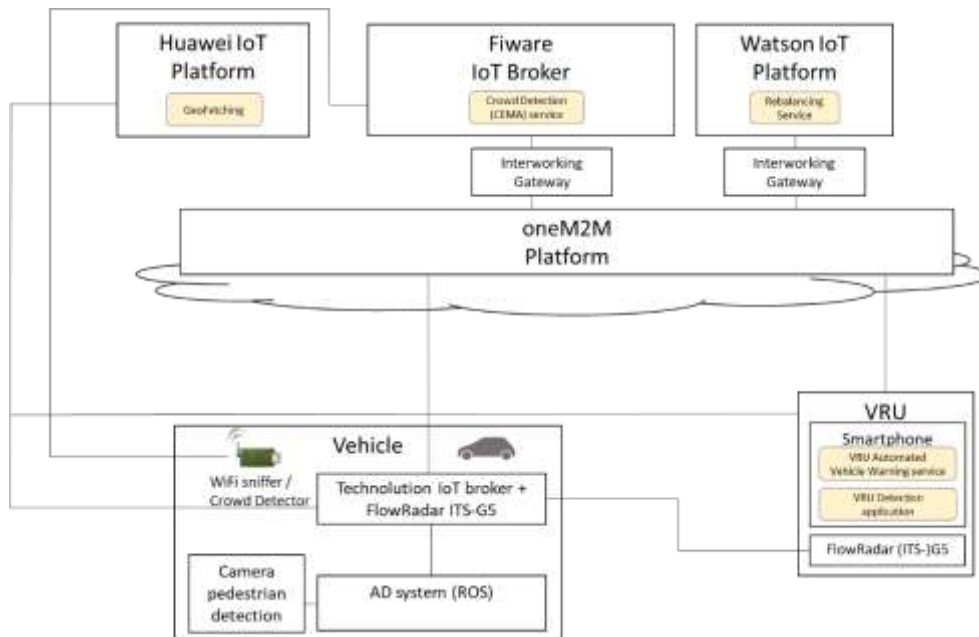 Huawei IoT
Platform
GeoFetching
Fiware
IoT Broker
Crowd Detection
(CEMA) service
Watson IoT
Platform
Rebalancing
Service
Interworking
Gateway
Interworking
Gateway
oneM2M
Platform
Vehicle
WiFi sniffer /
Crowd Detector
Technolution IoT broker +
FlowRadar ITS-G5
Camera
pedestrian
detection
AD system (ROS)
VRU
Smartphone
VRU Automated
Vehicle Warning service
VRU Detection
application
FlowRadar (ITS-)G5